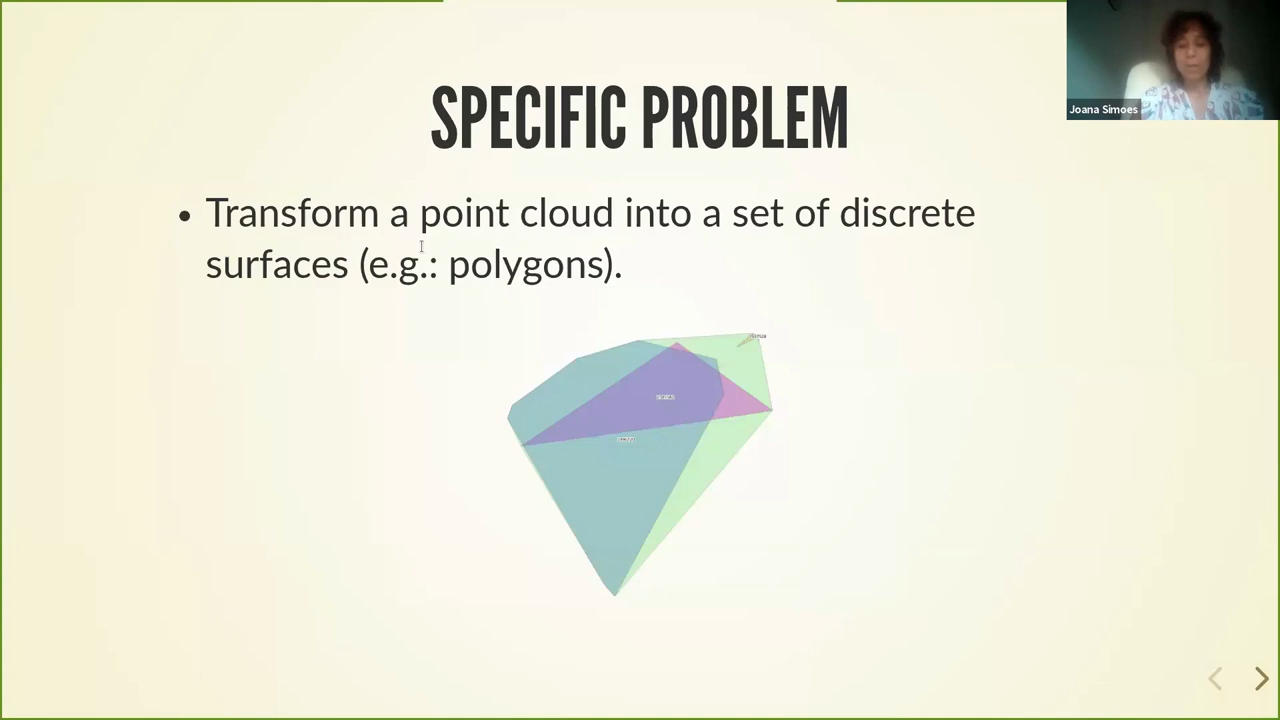 SPECIFIC PROBLEM
Joana Simoes
• Transform a point cloud into a set of discrete
surfaces (e.g.: polygons).